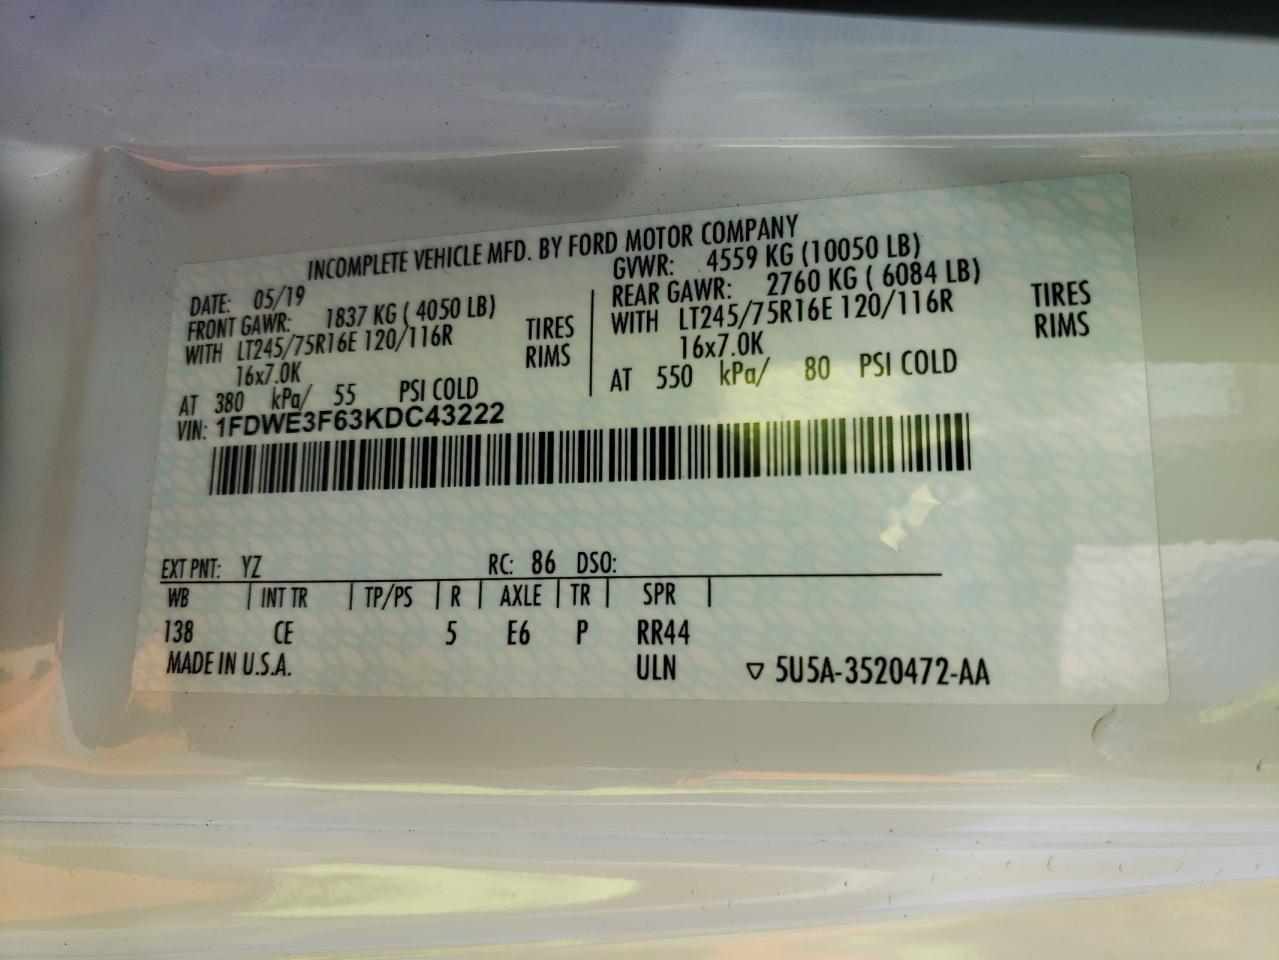 INCOMPLETE VEHICLE MFD. BY FORD MOTOR COMPANY
DATE: 05/19 GVWR: 4559 KG (10050 LB)
FRONT GAWR: 1837 KG ( 4050 LB) REAR GAWR: 2760 KG ( 6084 LB)
WITH LT245/75R16E 120/116R TIRES WITH LT245/75R16E 120/116R TIRES
16x7.0K RIMS 16x7.0K RIMS
AT 380 kPa/ 55 PSI COLD AT 550 kPa/ 80 PSI COLD
VIN: 1FDWE3F63KDC43222
EXT PNT: YZ RC: 86 DSO:
WB INT TR TP/PS R AXLE TR SPR
138 CE 5 E6 P RR44
MADE IN U.S.A. ULN ▽ 5U5A-3520472-AA